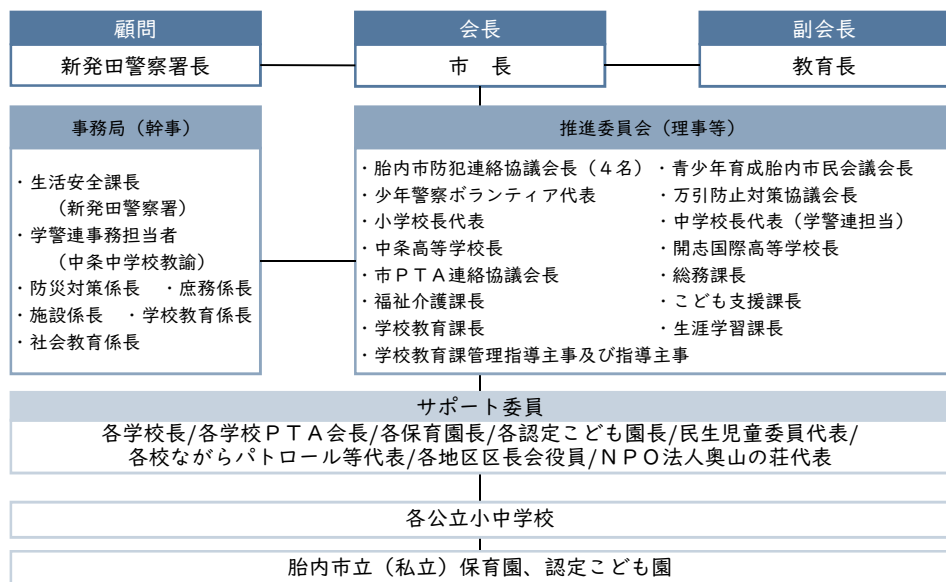 顧問
新発田警察署長
会長
市　長
副会長
教育長
事務局（幹事）
・生活安全課長
（新発田警察署）
・学警連事務担当者
（中条中学校教諭）
・防災対策係長　・庶務係長
・施設係長　・学校教育係長
・社会教育係長
推進委員会（理事等）
・胎内市防犯連絡協議会長（４名）・青少年育成胎内市民会議会長
・少年警察ボランティア代表　・万引防止対策協議会長
・小学校長代表　・中学校長代表（学警連担当）
・中条高等学校長　・開志国際高等学校長
・市ＰＴＡ連絡協議会長　・総務課長
・福祉介護課長　・こども支援課長
・学校教育課長　・生涯学習課長
・学校教育課管理指導主事及び指導主事
サポート委員
各学校長/各学校ＰＴＡ会長/各保育園長/各認定こども園長/民生児童委員代表/
各校ながらパトロール等代表/各地区区長会役員/ＮＰＯ法人奥山の荘代表
各公立小中学校
胎内市立（私立）保育園、認定こども園